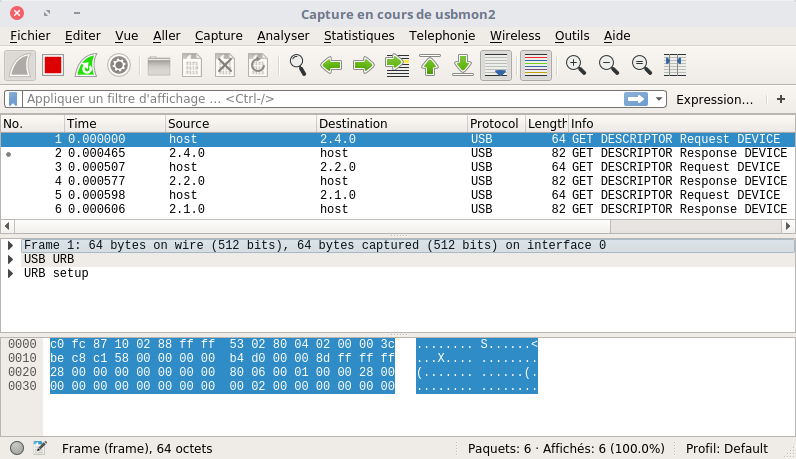 Capture en cours de usbmon2
Fichier Editer Vue Aller Capture Analyser Statistiques Telephonie Wireless Outils Aide
Appliquer un filtre d'affichage … <Ctrl-/> Expression… +
No. Time Source Destination Protocol Length Info
1 0.000000 host 2.4.0 USB 64 GET DESCRIPTOR Request DEVICE
2 0.000465 2.4.0 host USB 82 GET DESCRIPTOR Response DEVICE
3 0.000507 host 2.2.0 USB 64 GET DESCRIPTOR Request DEVICE
4 0.000577 2.2.0 host USB 82 GET DESCRIPTOR Response DEVICE
5 0.000598 host 2.1.0 USB 64 GET DESCRIPTOR Request DEVICE
6 0.000606 2.1.0 host USB 82 GET DESCRIPTOR Response DEVICE
Frame 1: 64 bytes on wire (512 bits), 64 bytes captured (512 bits) on interface 0
USB URB
URB setup
0000 c0 fc 87 10 02 88 ff ff 53 02 80 04 02 00 00 3c ........ S......<
0010 be c8 c1 58 00 00 00 00 b4 d0 00 00 8d ff ff ff ...X.... ........
0020 28 00 00 00 00 00 00 00 80 06 00 01 00 00 28 00 (....... ......(.
0030 00 00 00 00 00 00 00 00 00 02 00 00 00 00 00 00 ........ ........
Frame (frame), 64 octets Paquets: 6 · Affichés: 6 (100.0%) Profil: Default